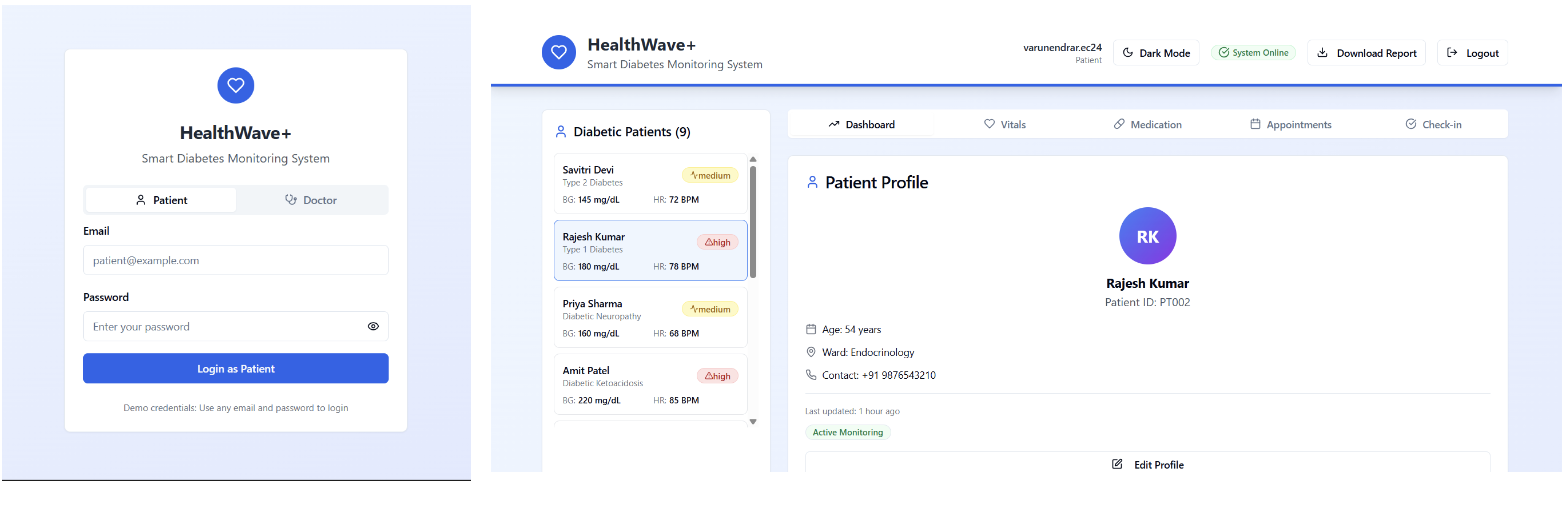 HealthWave+
Smart Diabetes Monitoring System
Patient
Doctor
Email
patient@example.com
Password
Enter your password
Login as Patient
Demo credentials: Use any email and password to login
HealthWave+
Smart Diabetes Monitoring System
varunendrar.ec24
Patient
Dark Mode
System Online
Download Report
Logout
Diabetic Patients (9)
Savitri Devi
medium
Type 2 Diabetes
BG: 145 mg/dL HR: 72 BPM
Rajesh Kumar
high
Type 1 Diabetes
BG: 180 mg/dL HR: 78 BPM
Priya Sharma
medium
Diabetic Neuropathy
BG: 160 mg/dL HR: 68 BPM
Amit Patel
high
Diabetic Ketoacidosis
BG: 220 mg/dL HR: 85 BPM
Dashboard
Vitals
Medication
Appointments
Check-in
Patient Profile
RK
Rajesh Kumar
Patient ID: PT002
Age: 54 years
Ward: Endocrinology
Contact: +91 9876543210
Last updated: 1 hour ago
Active Monitoring
Edit Profile